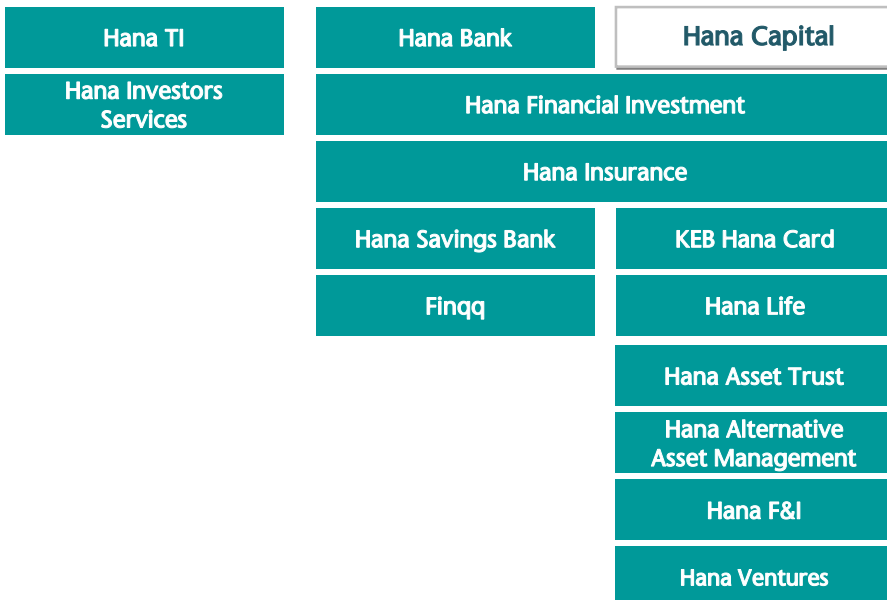 Hana TI
Hana Bank
Hana Capital
Hana Investors
Services
Hana Financial Investment
Hana Insurance
Hana Savings Bank
KEB Hana Card
Finqq
Hana Life
Hana Asset Trust
Hana Alternative
Asset Management
Hana F&I
Hana Ventures